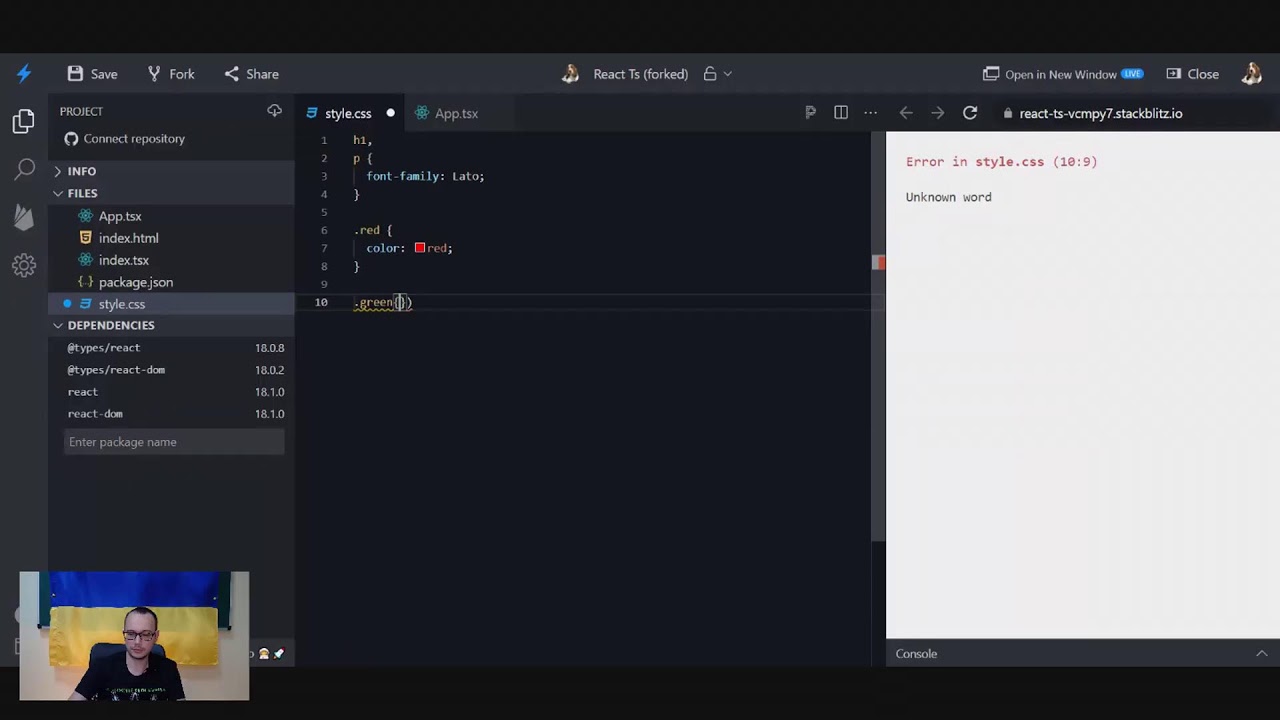 Save Fork Share React Ts (forked) Open in New Window LIVE Close
PROJECT
Connect repository
INFO
FILES
App.tsx
index.html
index.tsx
package.json
style.css
DEPENDENCIES
@types/react 18.0.8
@types/react-dom 18.0.2
react 18.1.0
react-dom 18.1.0
Enter package name
style.css App.tsx
1 h1,
2 p {
3 font-family: Lato;
4 }
5
6 .red {
7 color: red;
8 }
9
10 .green{})
react-ts-vcmpy7.stackblitz.io
Error in style.css (10:9)
Unknown word
Console